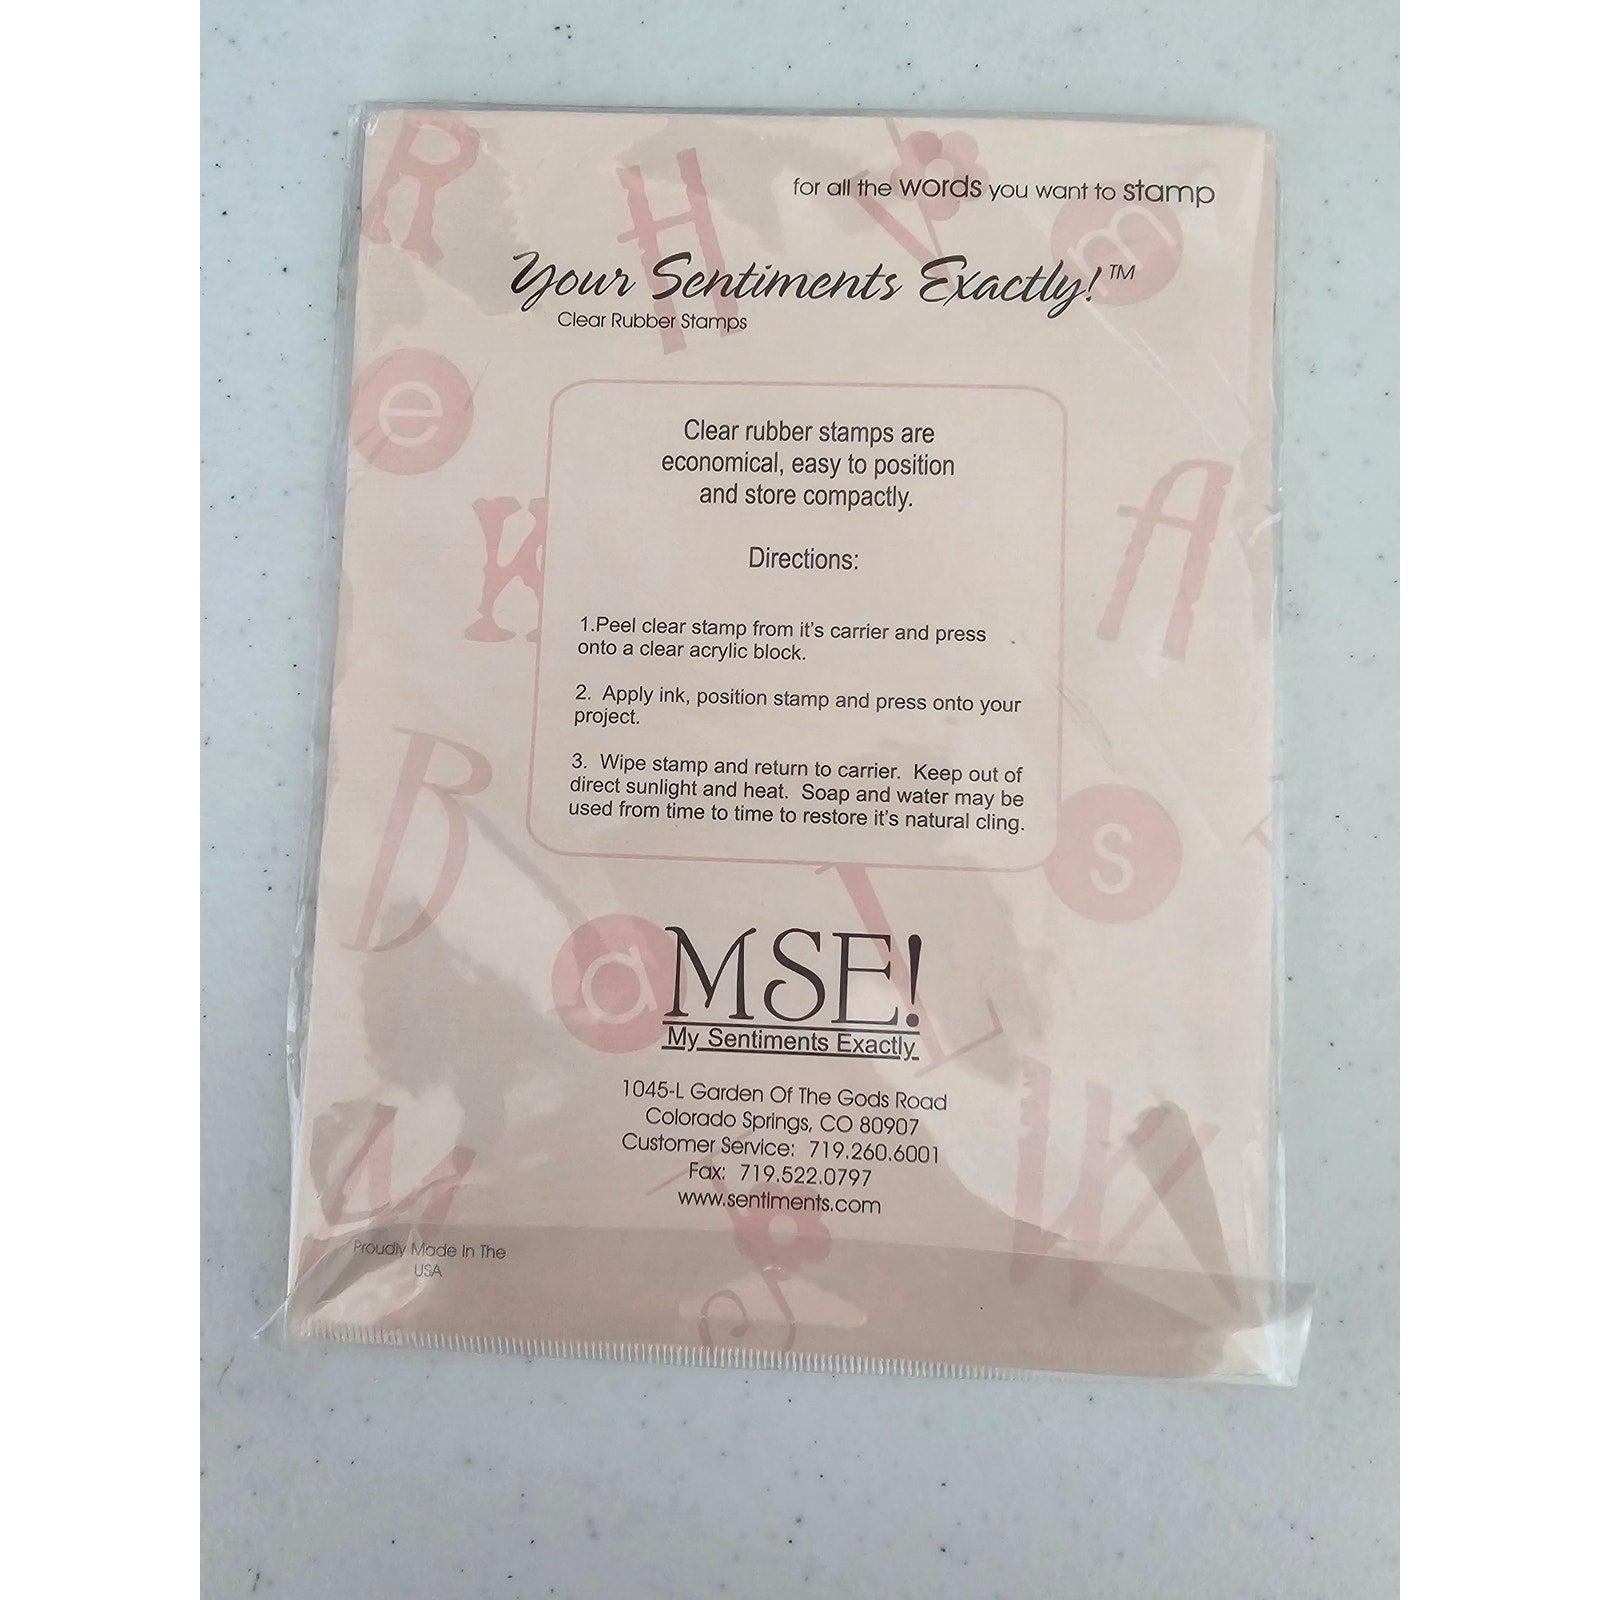 for all the words you want to stamp
Your Sentiments Exactly!™
Clear Rubber Stamps
Clear rubber stamps are
economical, easy to position
and store compactly.
Directions:
1.Peel clear stamp from it's carrier and press
onto a clear acrylic block.
2. Apply ink, position stamp and press onto your
project.
3. Wipe stamp and return to carrier. Keep out of
direct sunlight and heat. Soap and water may be
used from time to time to restore it's natural cling.
MSE!
My Sentiments Exactly
1045-L Garden Of The Gods Road
Colorado Springs, CO 80907
Customer Service: 719.260.6001
Fax: 719.522.0797
www.sentiments.com
Proudly Made In The
USA